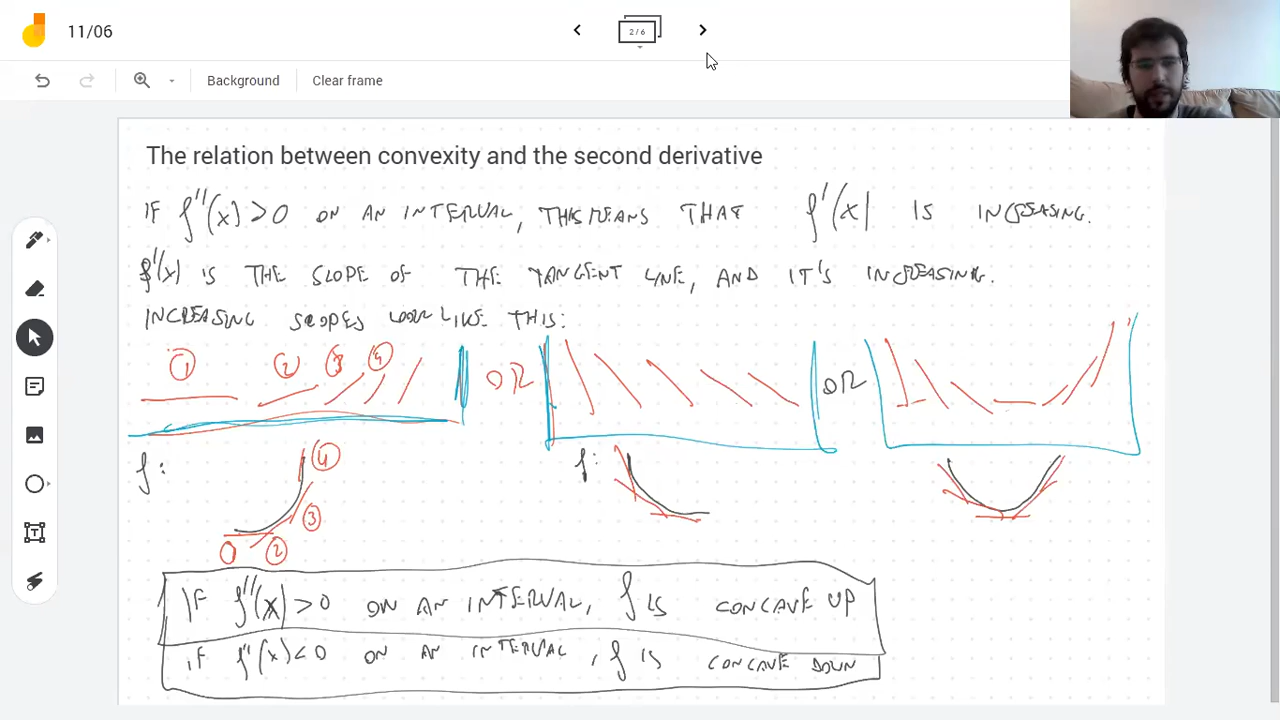 11/06
2 / 6
Background
Clear frame
The relation between convexity and the second derivative
IF f''(x) > 0 ON AN INTERVAL, THIS MEANS THAT f'(x) IS INCREASING.
f'(x) IS THE SLOPE OF THE TANGENT LINE, AND IT'S INCREASING.
INCREASING SLOPES LOOK LIKE THIS:
① ② ③ ④ OR OR
f: ④ ③ ① ②
f:
IF f''(x) > 0 ON AN INTERVAL, f IS CONCAVE UP
IF f''(x) < 0 ON AN INTERVAL, f IS CONCAVE DOWN